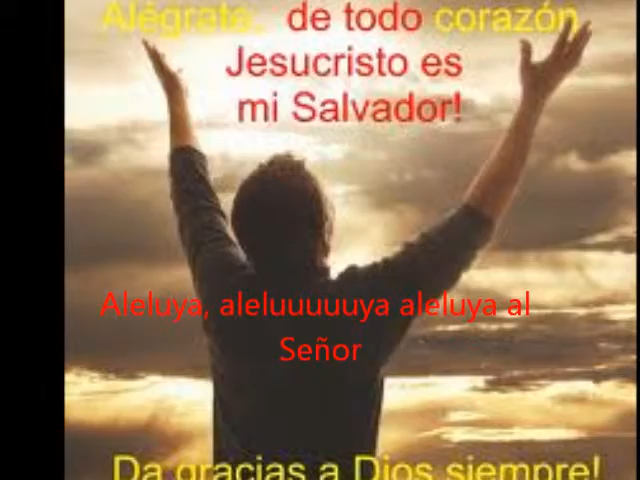 Alégrate, de todo corazón
Jesucristo es
mi Salvador!
Aleluya, aleluuuuuya aleluya al
Señor
Da gracias a Dios siempre!